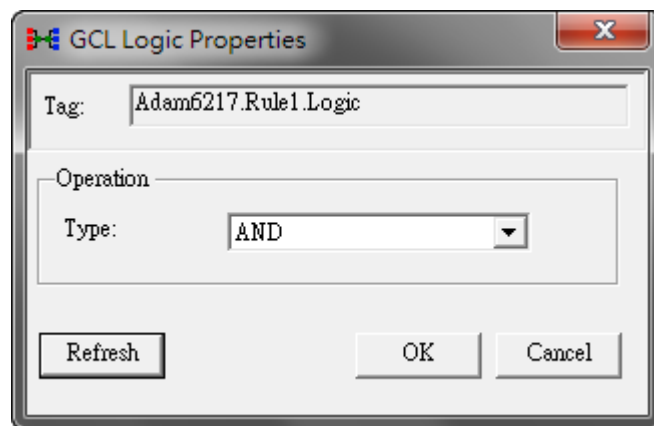 GCL Logic Properties
Tag: Adam6217.Rule1.Logic
Operation
Type: AND
Refresh OK Cancel